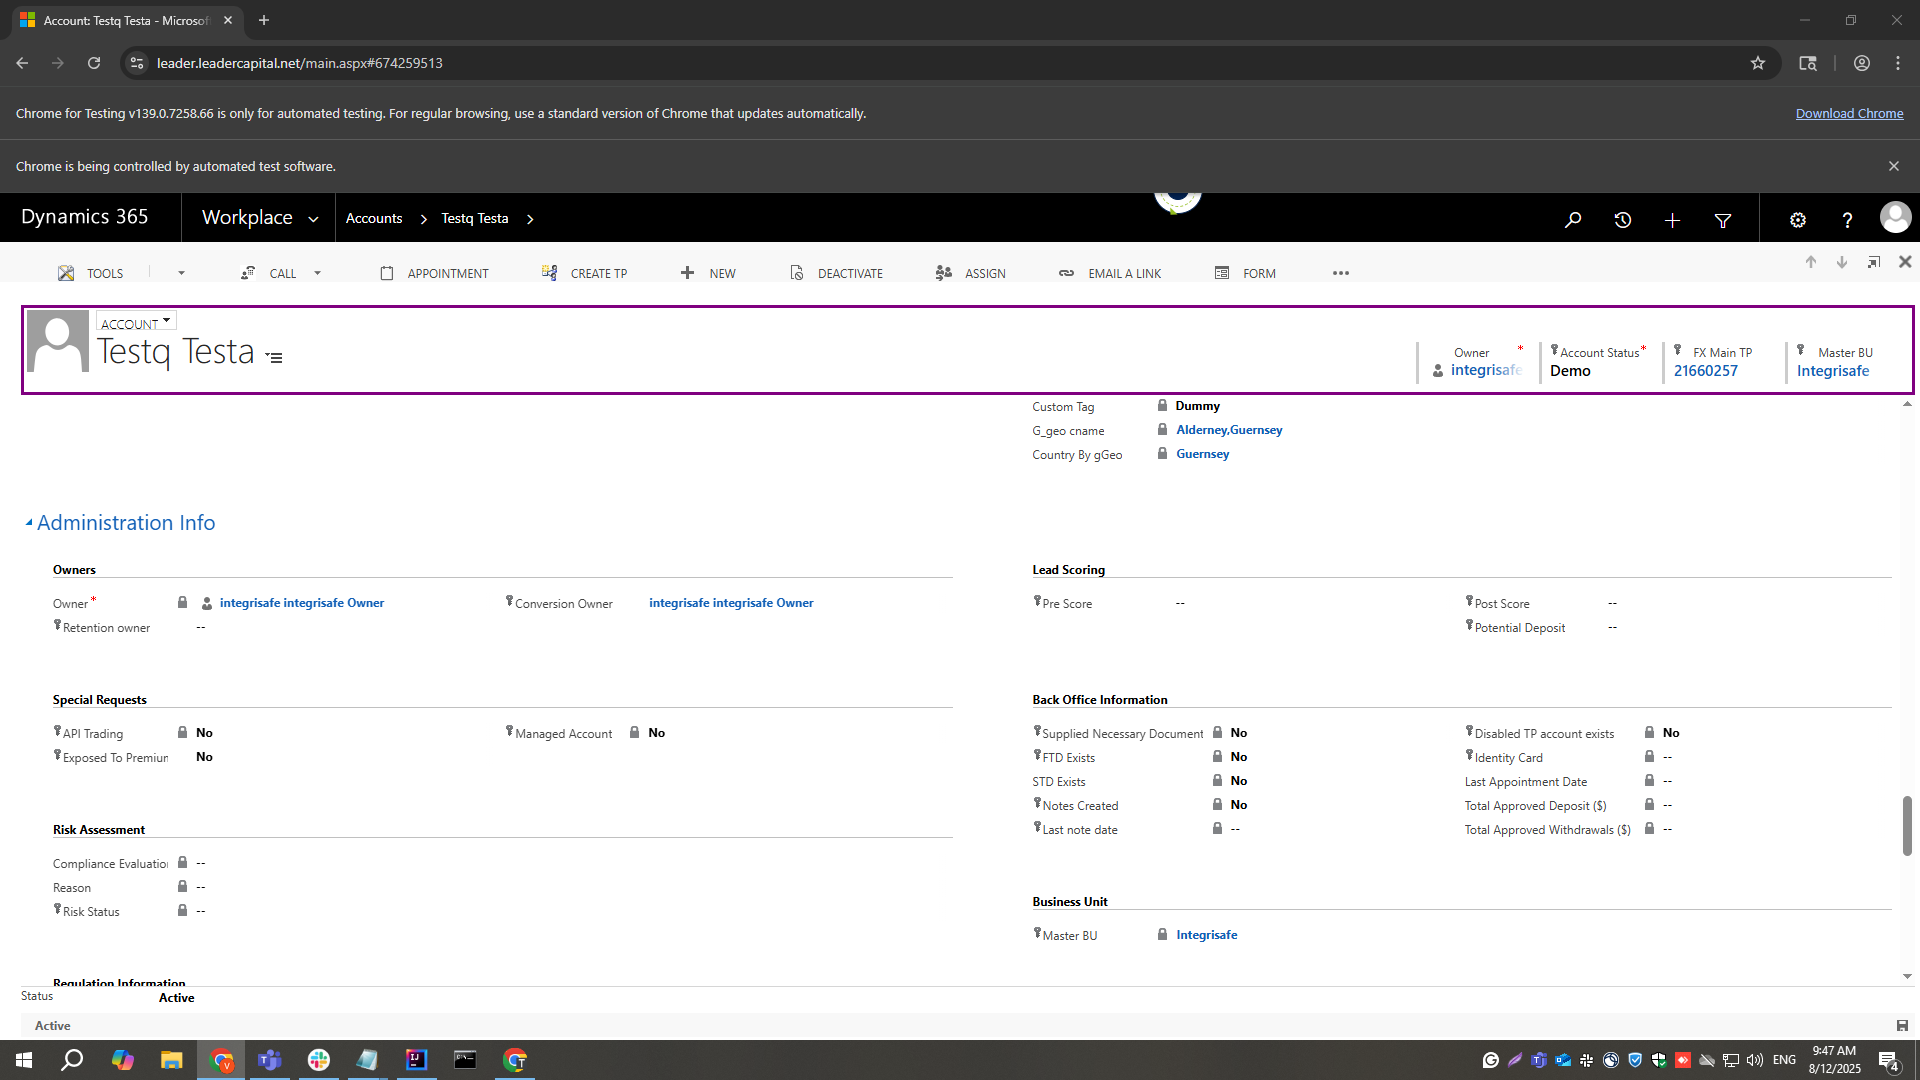 Account: Testq Testa - Microsof
leader.leadercapital.net/main.aspx#674259513
Chrome for Testing v139.0.7258.66 is only for automated testing. For regular browsing, use a standard version of Chrome that updates automatically.
Download Chrome
Chrome is being controlled by automated test software.
Dynamics 365
Workplace
Accounts
Testq Testa
TOOLS
CALL
APPOINTMENT
CREATE TP
NEW
DEACTIVATE
ASSIGN
EMAIL A LINK
FORM
ACCOUNT
Testq Testa
Owner *
integrisafe
Account Status *
Demo
FX Main TP
21660257
Master BU
Integrisafe
Custom Tag Dummy
G_geo cname Alderney,Guernsey
Country By gGeo Guernsey
Administration Info
Owners
Owner * integrisafe integrisafe Owner
Conversion Owner integrisafe integrisafe Owner
Retention owner --
Lead Scoring
Pre Score --
Post Score --
Potential Deposit --
Special Requests
API Trading No
Managed Account No
Exposed To Premiun No
Back Office Information
Supplied Necessary Document No
Disabled TP account exists No
FTD Exists No
Identity Card --
STD Exists No
Last Appointment Date --
Notes Created No
Total Approved Deposit ($) --
Last note date --
Total Approved Withdrawals ($) --
Risk Assessment
Compliance Evaluatio --
Reason --
Risk Status --
Business Unit
Master BU Integrisafe
Regulation Information
Status Active
Active
ENG
9:47 AM
8/12/2025
4